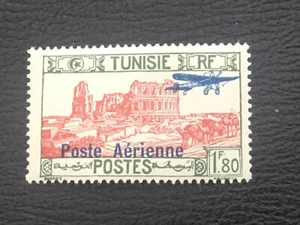 TUNISIE RF
Poste Aérienne
POSTES
1F.80